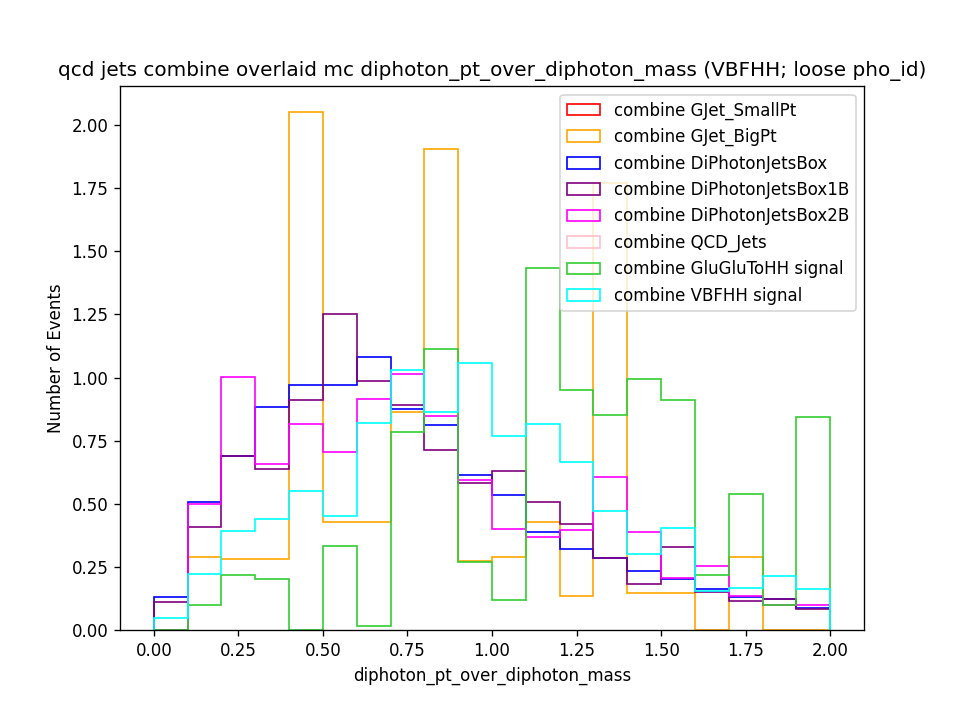 qcd jets combine overlaid mc diphoton_pt_over_diphoton_mass (VBFHH; loose pho_id)
combine GJet_SmallPt
combine GJet_BigPt
combine DiPhotonJetsBox
combine DiPhotonJetsBox1B
combine DiPhotonJetsBox2B
combine QCD_Jets
combine GluGluToHH signal
combine VBFHH signal
Number of Events
2.00
1.75
1.50
1.25
1.00
0.75
0.50
0.25
0.00
0.00 0.25 0.50 0.75 1.00 1.25 1.50 1.75 2.00
diphoton_pt_over_diphoton_mass